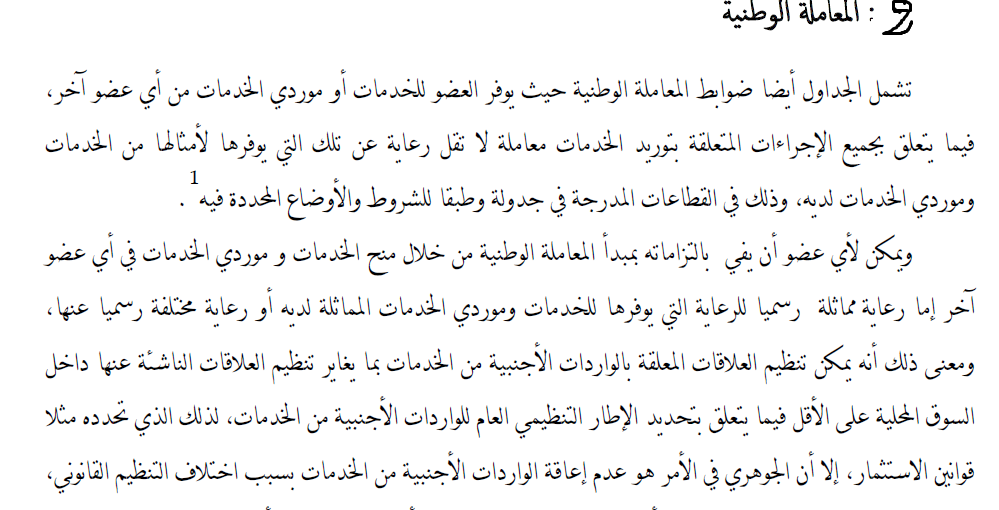 2 : المعاملة الوطنية
تشمل الجداول أيضا ضوابط المعاملة الوطنية حيث يوفر العضو للخدمات أو موردي الخدمات من أي عضو آخر،
فيما يتعلق بجميع الإجراءات المتعلقة بتوريد الخدمات معاملة لا تقل رعاية عن تلك التي يوفرها لأمثالها من الخدمات
وموردي الخدمات لديه، وذلك في القطاعات المدرجة في جدولة وطبقا للشروط والأوضاع المحددة فيه1 .
ويمكن لأي عضو أن يفي بالتزاماته بمبدأ المعاملة الوطنية من خلال منح الخدمات و موردي الخدمات في أي عضو
آخر إما رعاية مماثلة رسميا للرعاية التي يوفرها للخدمات وموردي الخدمات المماثلة لديه أو رعاية مختلفة رسميا عنها،
ومعنى ذلك أنه يمكن تنظيم العلاقات المعلقة بالواردات الأجنبية من الخدمات بما يغاير تنظيم العلاقات الناشئة عنها داخل
السوق المحلية على الأقل فيما يتعلق بتحديد الإطار التنظيمي العام للواردات الأجنبية من الخدمات، لذلك الذي تحدده مثلا
قوانين الاستثمار، إلا أن الجوهري في الأمر هو عدم إعاقة الواردات الأجنبية من الخدمات بسبب اختلاف التنظيم القانوني،